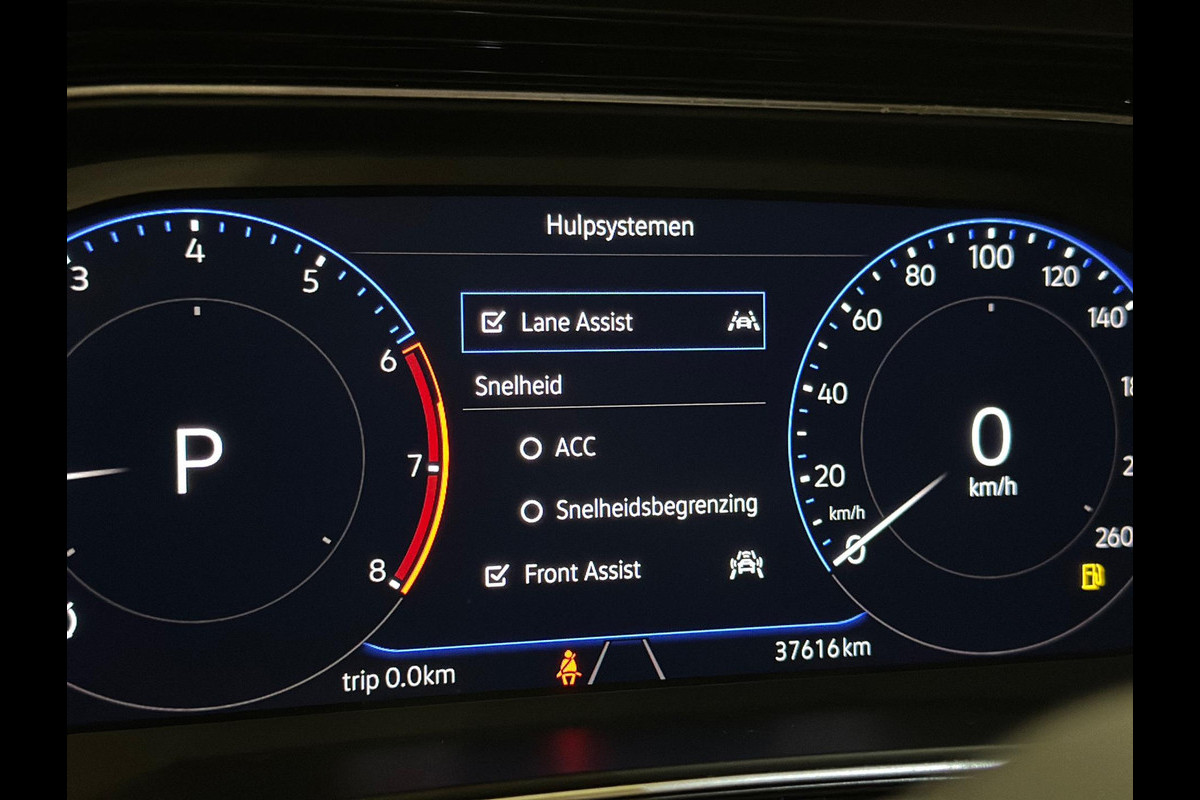 Hulpsystemen
3
4
5
6
7
8
P
Lane Assist
Snelheid
ACC
Snelheidsbegrenzing
Front Assist
0
20
40
60
80
100
120
140
260
km/h
0
km/h
trip 0.0km
37616km